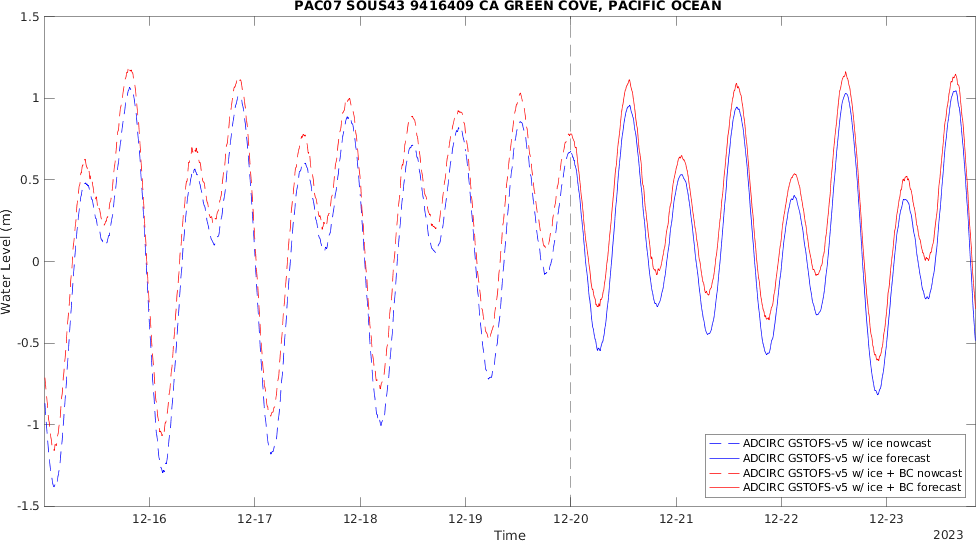 PAC07 SOUS43 9416409 CA GREEN COVE, PACIFIC OCEAN
Water Level (m)
1.5
1
0.5
0
-0.5
-1
-1.5
12-16
12-17
12-18
12-19
12-20
12-21
12-22
12-23
Time
2023
ADCIRC GSTOFS-v5 w/ ice nowcast
ADCIRC GSTOFS-v5 w/ ice forecast
ADCIRC GSTOFS-v5 w/ ice + BC nowcast
ADCIRC GSTOFS-v5 w/ ice + BC forecast